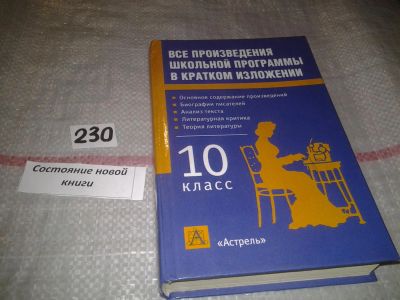 ВСЕ ПРОИЗВЕДЕНИЯ
ШКОЛЬНОЙ ПРОГРАММЫ
В КРАТКОМ ИЗЛОЖЕНИИ
Основное содержание произведений
Биографии писателей
Анализ текста
Литературная критика
Теория литературы
10
класс
А
«Астрель»
230
Состояние новой
книги